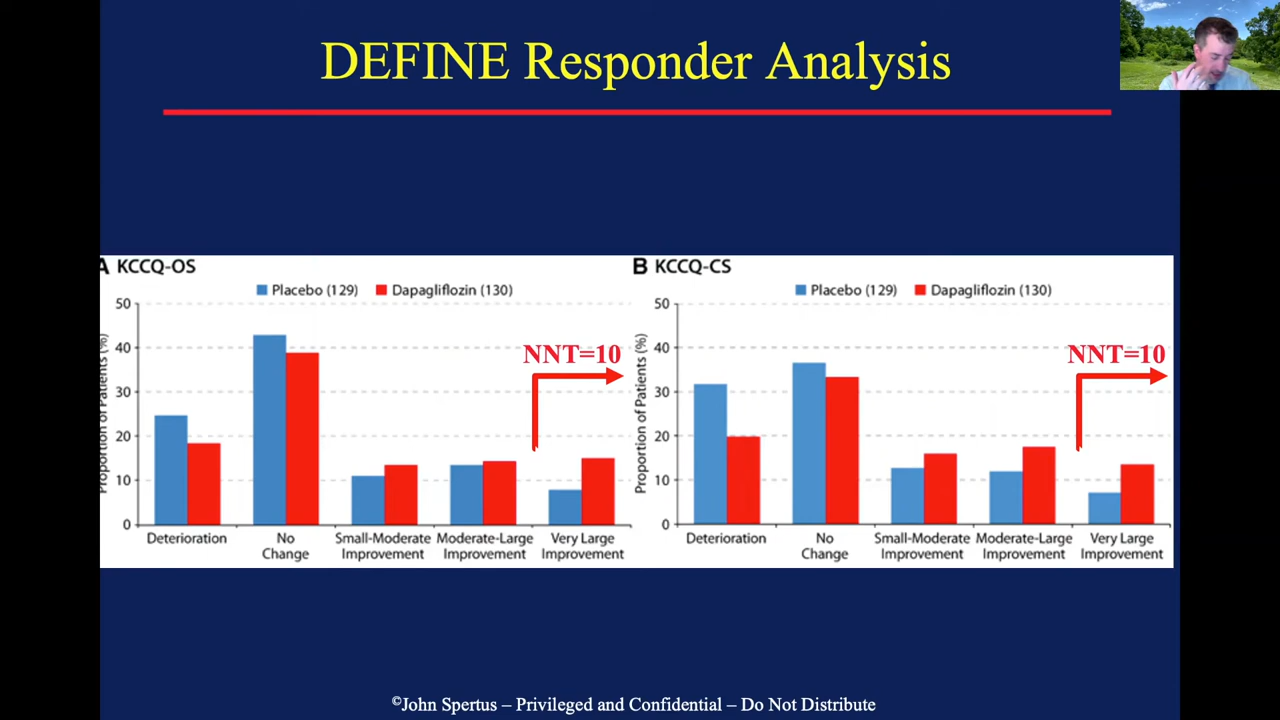 DEFINE Responder Analysis
A KCCQ-OS
Placebo (129) Dapagliflozin (130)
Proportion of Patients (%)
50
40
30
20
10
0
NNT=10
Deterioration
No
Change
Small-Moderate
Improvement
Moderate-Large
Improvement
Very Large
Improvement
B KCCQ-CS
Placebo (129) Dapagliflozin (130)
Proportion of Patients (%)
50
40
30
20
10
0
NNT=10
Deterioration
No
Change
Small-Moderate
Improvement
Moderate-Large
Improvement
Very Large
Improvement
©John Spertus – Privileged and Confidential – Do Not Distribute